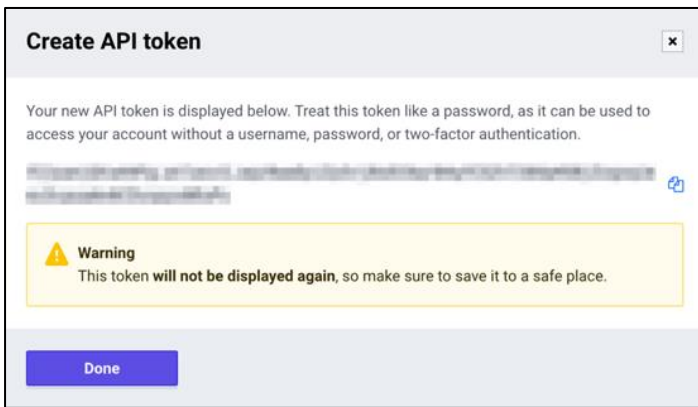 Create API token
Your new API token is displayed below. Treat this token like a password, as it can be used to
access your account without a username, password, or two-factor authentication.
Warning
This token will not be displayed again, so make sure to save it to a safe place.
Done